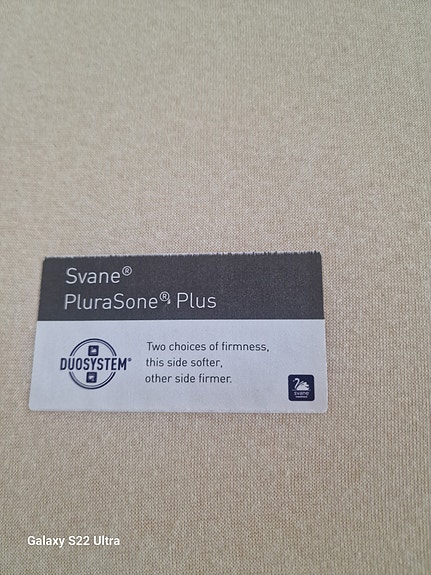 Svane®
PluraSone® Plus
DUOSYSTEM®
Two choices of firmness,
this side softer,
other side firmer.
svane
Galaxy S22 Ultra